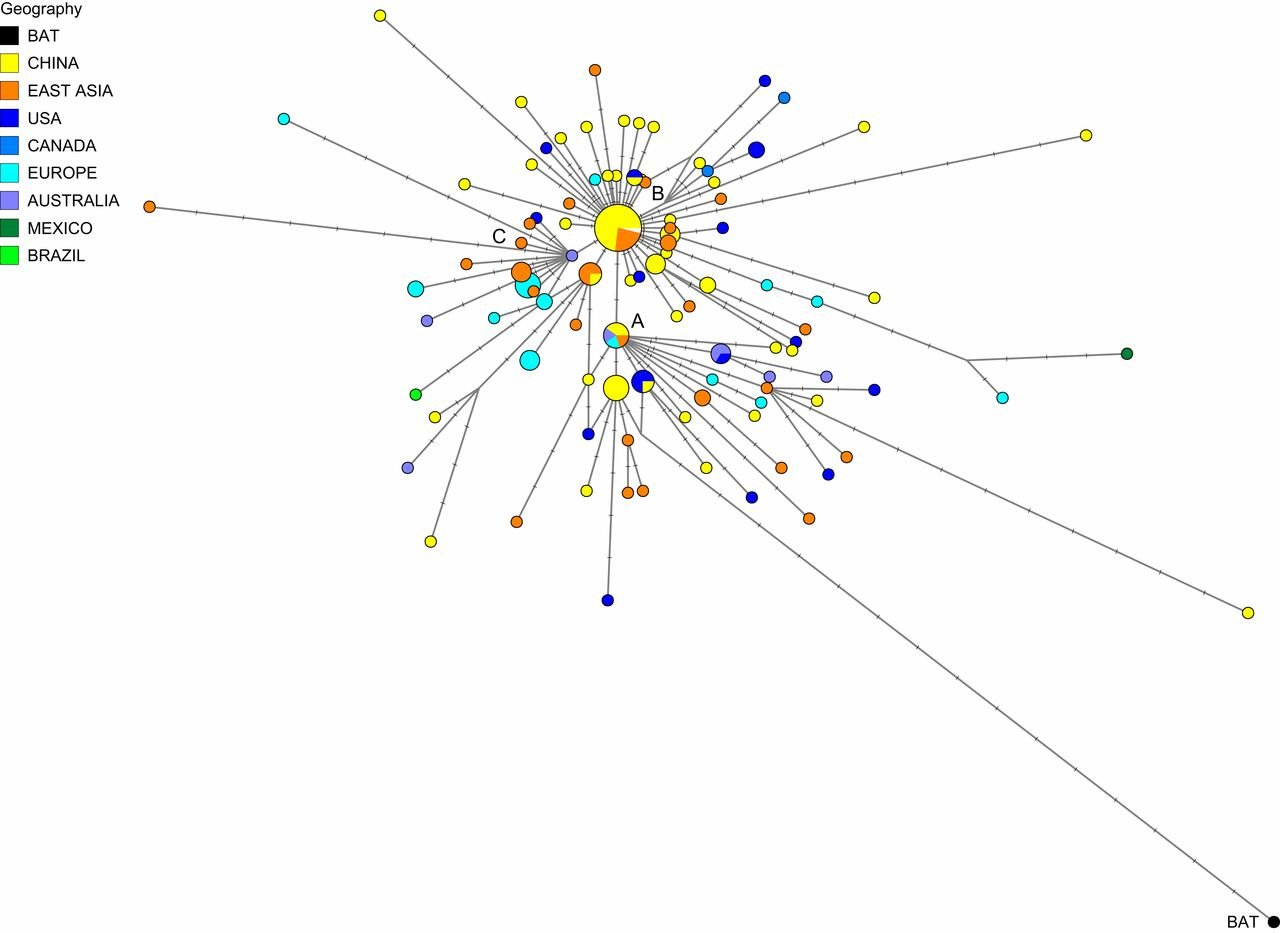 Geography
BAT
CHINA
EAST ASIA
USA
CANADA
EUROPE
AUSTRALIA
MEXICO
BRAZIL
B
C
A
BAT